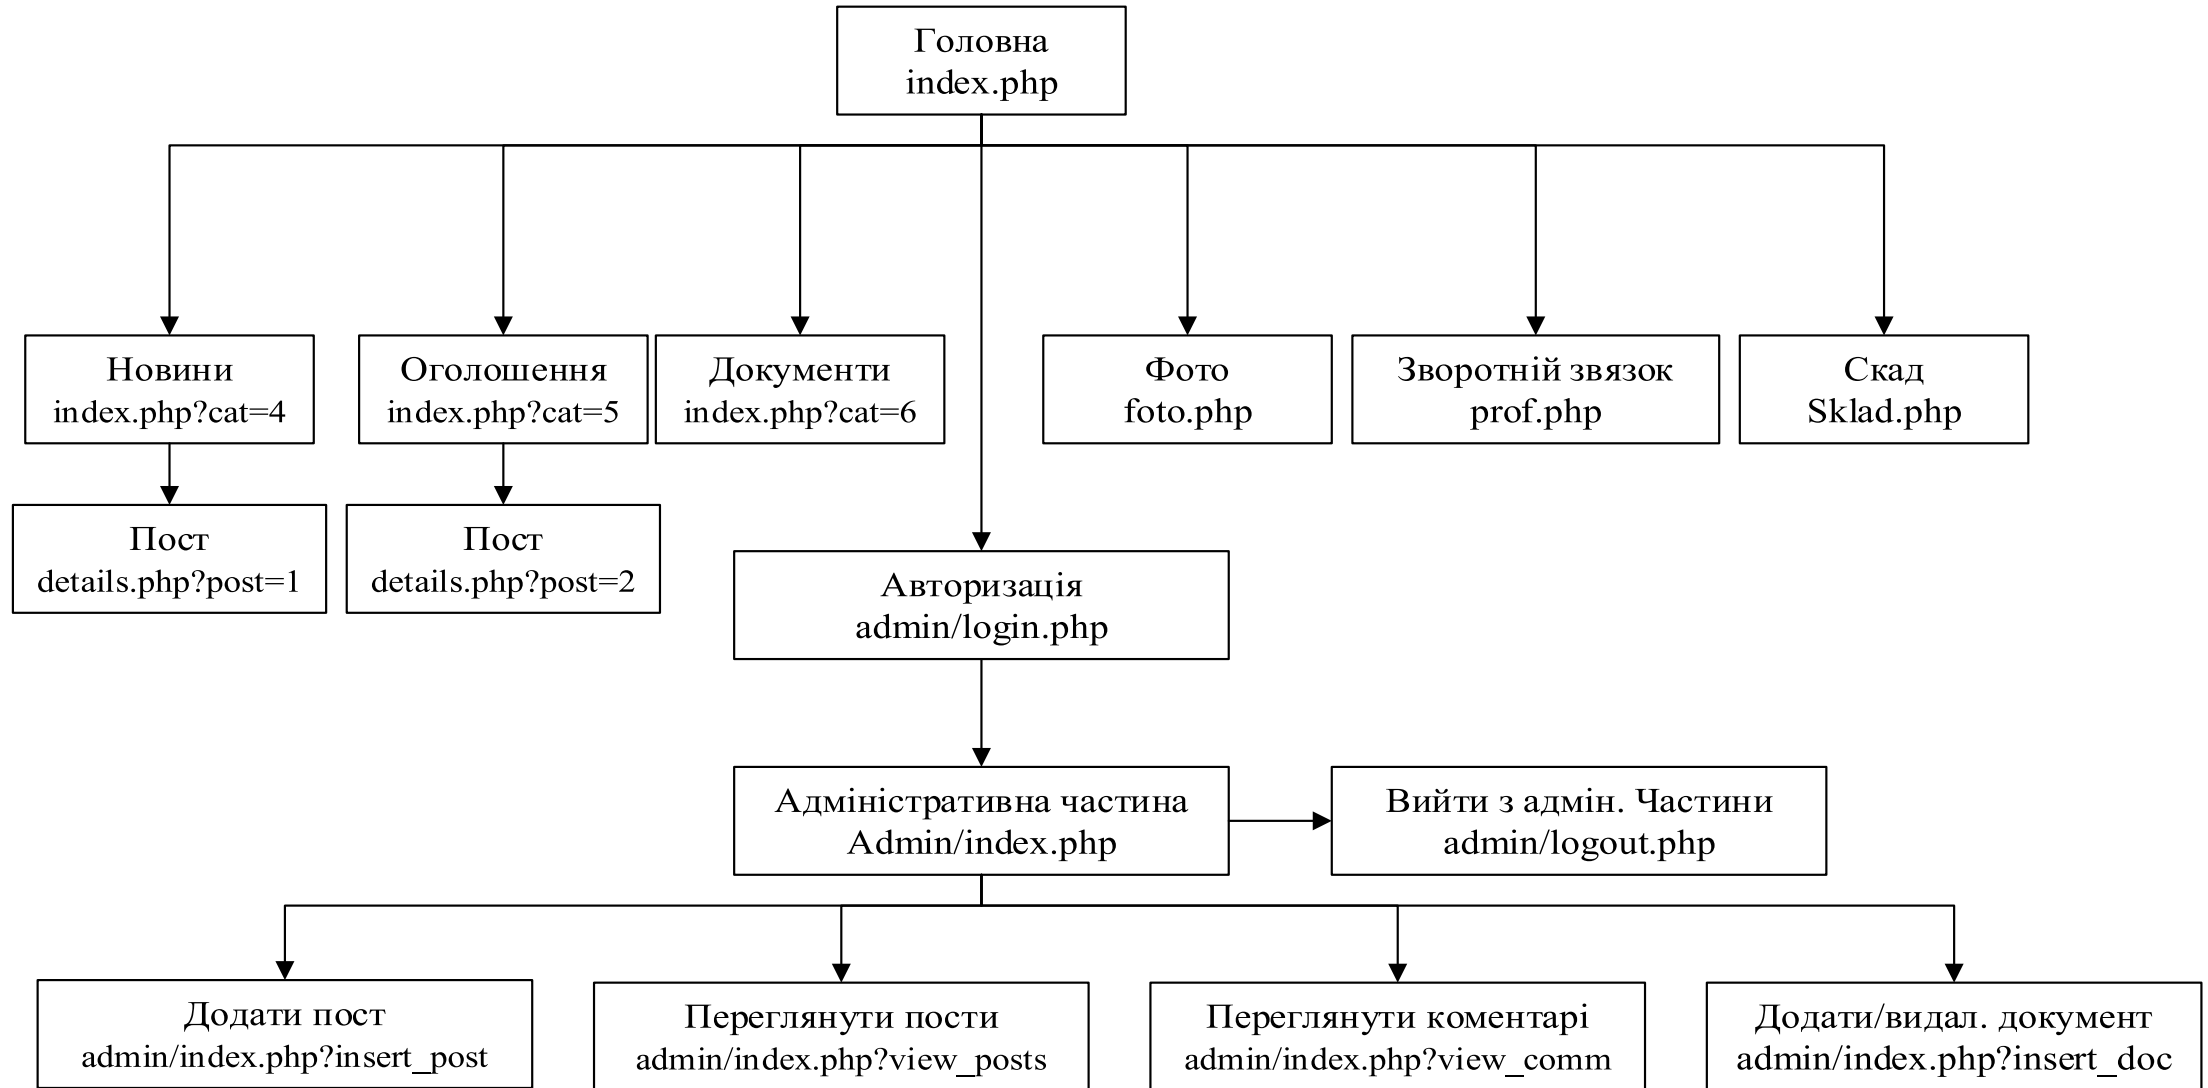 Головна
index.php
Новини
index.php?cat=4
Оголошення
index.php?cat=5
Документи
index.php?cat=6
Фото
foto.php
Зворотній звязок
prof.php
Скад
Sklad.php
Пост
details.php?post=1
Пост
details.php?post=2
Авторизація
admin/login.php
Адміністративна частина
Admin/index.php
Вийти з адмін. Частини
admin/logout.php
Додати пост
admin/index.php?insert_post
Переглянути пости
admin/index.php?view_posts
Переглянути коментарі
admin/index.php?view_comm
Додати/видал. документ
admin/index.php?insert_doc